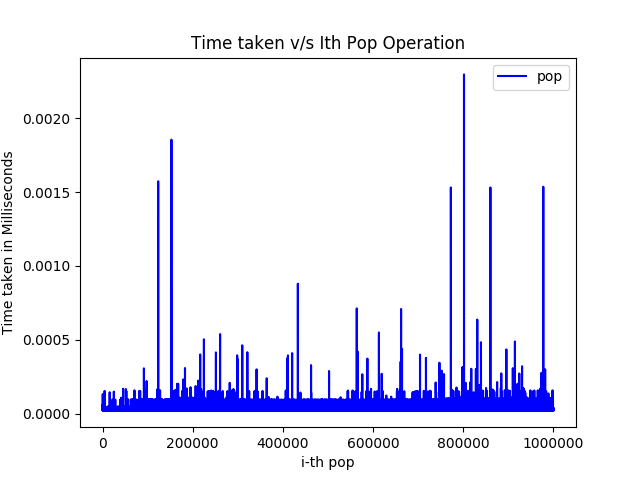 Time taken v/s Ith Pop Operation
pop
Time taken in Milliseconds
0.0020
0.0015
0.0010
0.0005
0.0000
0 200000 400000 600000 800000 1000000
i-th pop